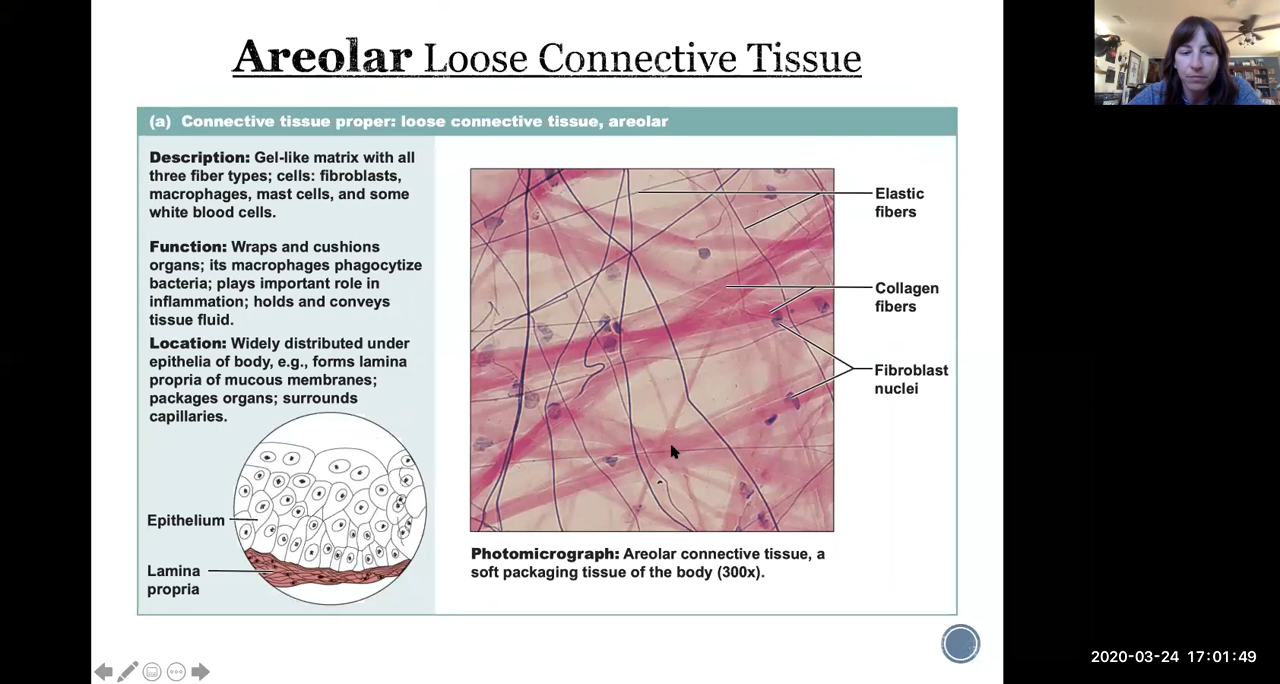 Areolar Loose Connective Tissue
(a) Connective tissue proper: loose connective tissue, areolar
Description: Gel-like matrix with all
three fiber types; cells: fibroblasts,
macrophages, mast cells, and some
white blood cells.
Function: Wraps and cushions
organs; its macrophages phagocytize
bacteria; plays important role in
inflammation; holds and conveys
tissue fluid.
Location: Widely distributed under
epithelia of body, e.g., forms lamina
propria of mucous membranes;
packages organs; surrounds
capillaries.
Epithelium
Lamina
propria
Elastic
fibers
Collagen
fibers
Fibroblast
nuclei
Photomicrograph: Areolar connective tissue, a
soft packaging tissue of the body (300x).
2020-03-24 17:01:49